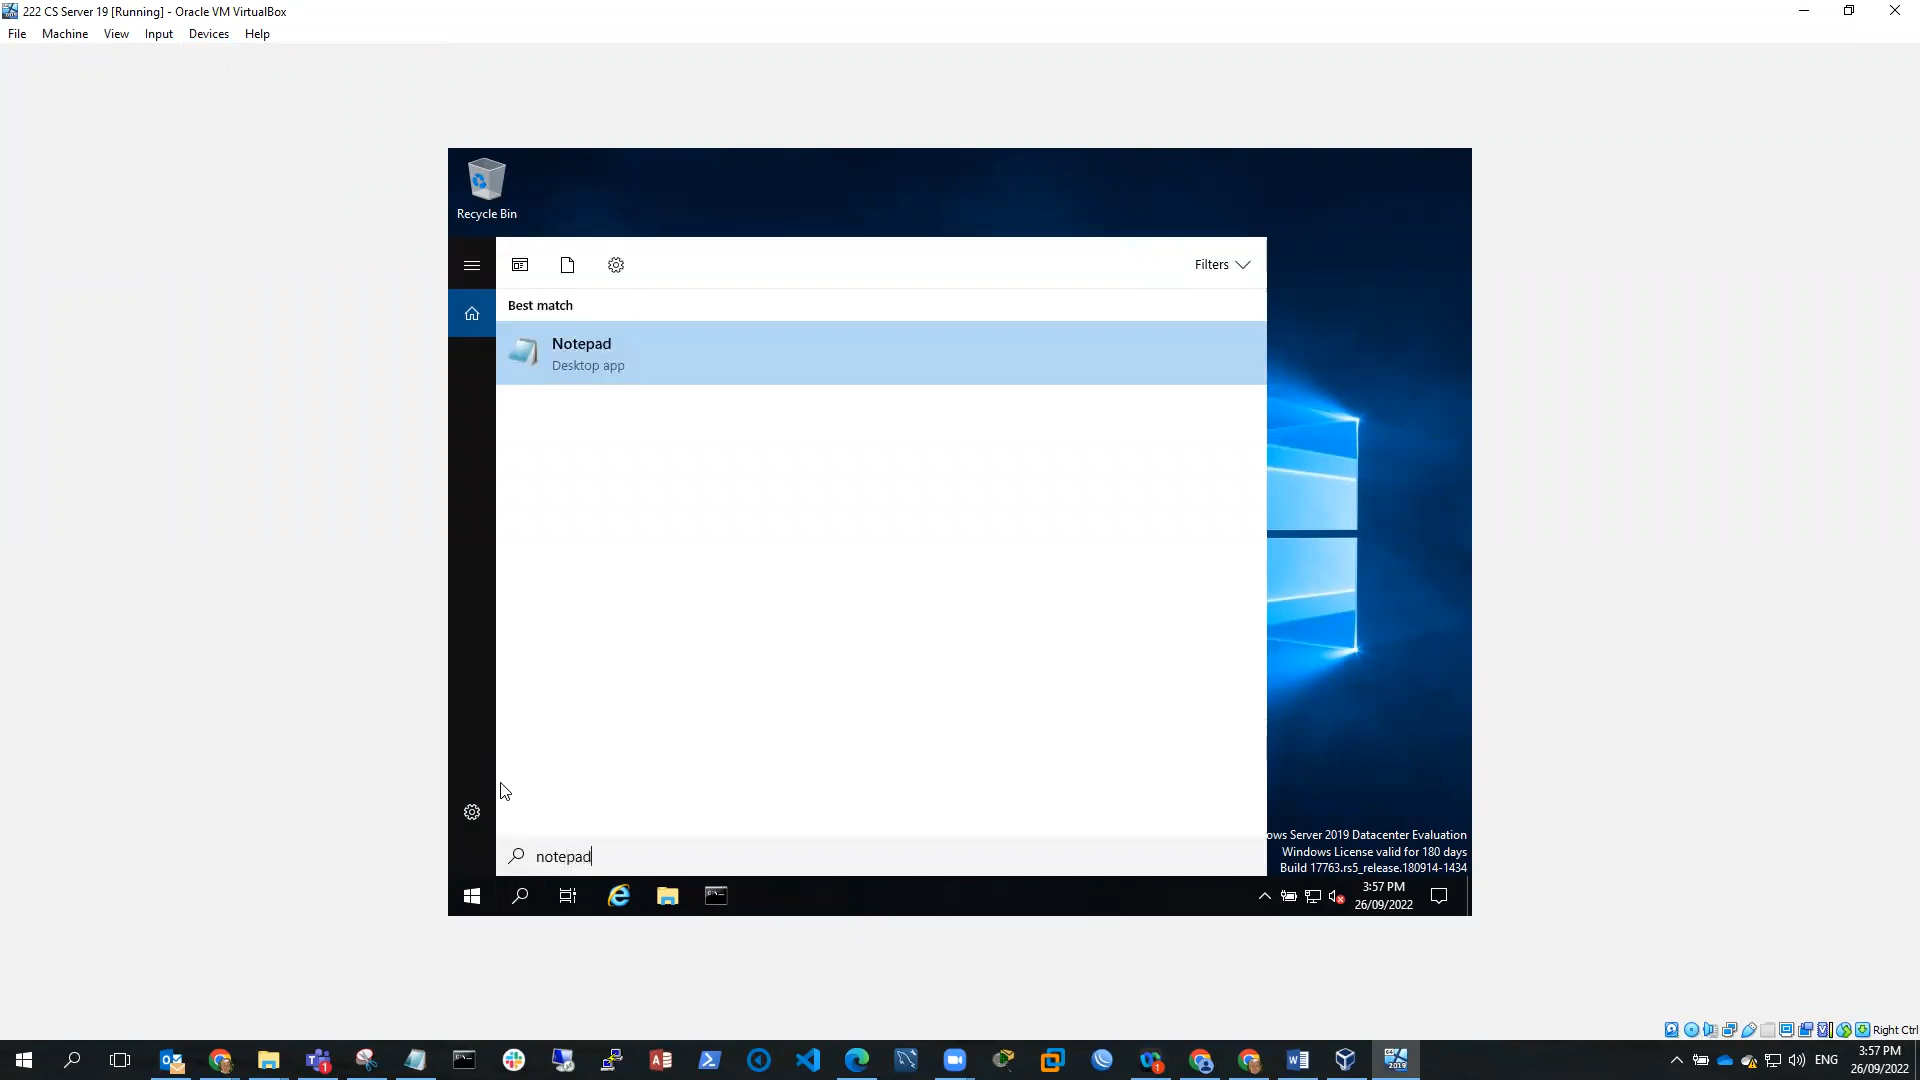 222 CS Server 19 [Running] - Oracle VM VirtualBox
File Machine View Input Devices Help
Recycle Bin
Filters
Best match
Notepad
Desktop app
ows Server 2019 Datacenter Evaluation
Windows License valid for 180 days
Build 17763.rs5_release.180914-1434
notepad
3:57 PM
26/09/2022
Right Ctrl
ENG
3:57 PM
26/09/2022